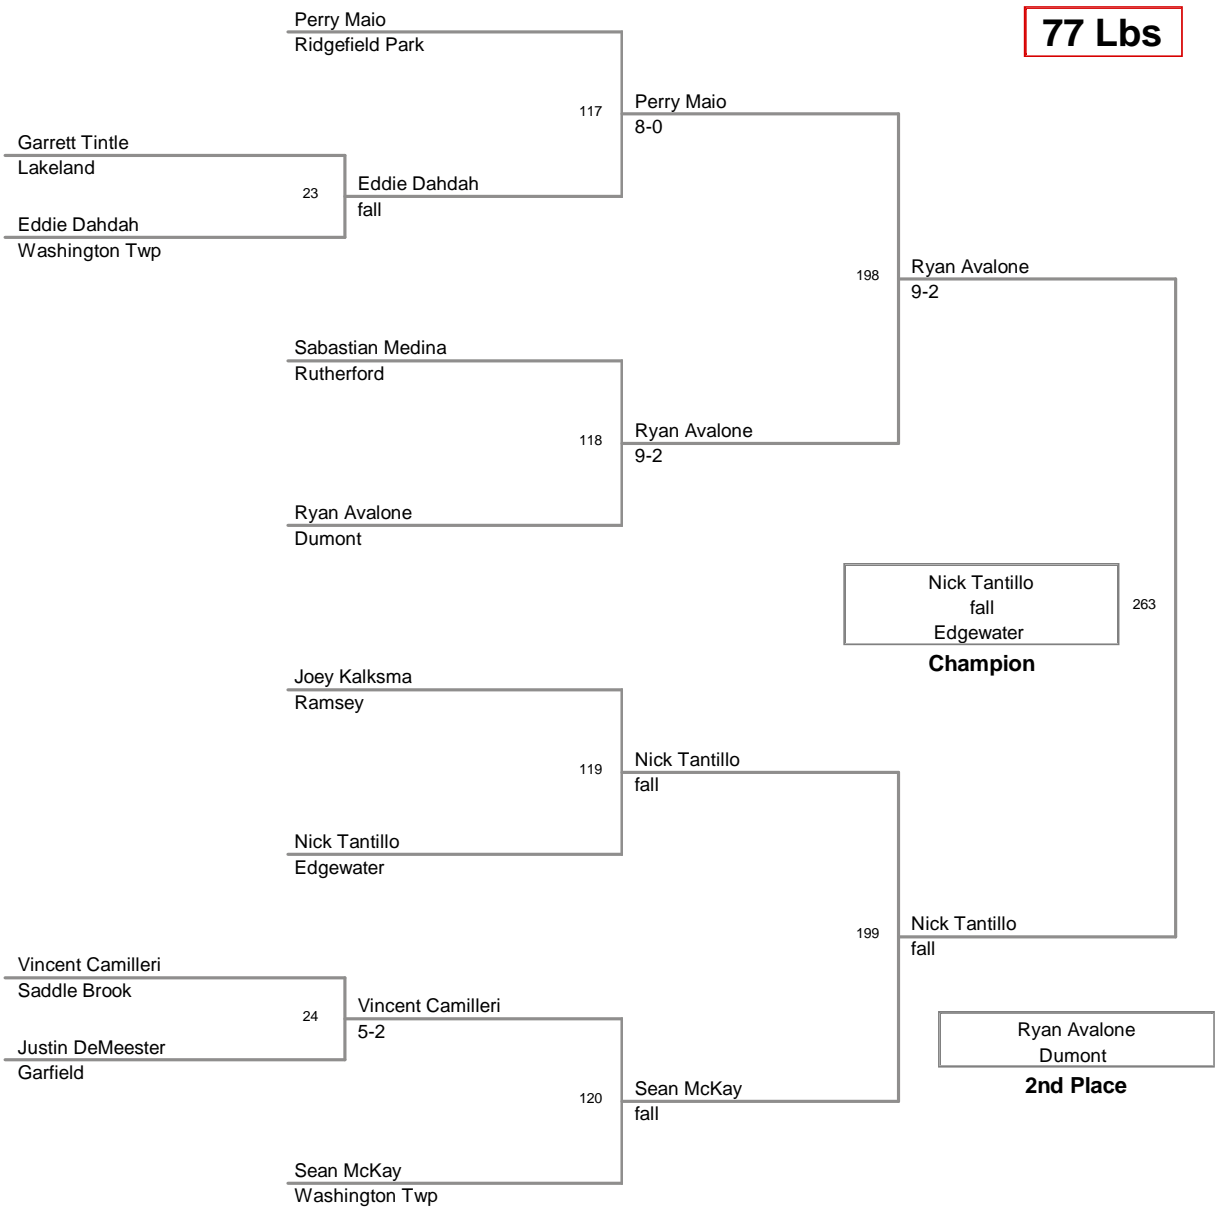 Perry Maio
Ridgefield Park
77 Lbs
117
Perry Maio
8-0
Garrett Tintle
Lakeland
23
Eddie Dahdah
fall
Eddie Dahdah
Washington Twp
198
Ryan Avalone
9-2
Sabastian Medina
Rutherford
118
Ryan Avalone
9-2
Ryan Avalone
Dumont
Nick Tantillo
fall
Edgewater
263
Champion
Joey Kalksma
Ramsey
119
Nick Tantillo
fall
Nick Tantillo
Edgewater
199
Nick Tantillo
fall
Vincent Camilleri
Saddle Brook
24
Vincent Camilleri
5-2
Justin DeMeester
Garfield
Ryan Avalone
Dumont
2nd Place
120
Sean McKay
fall
Sean McKay
Washington Twp